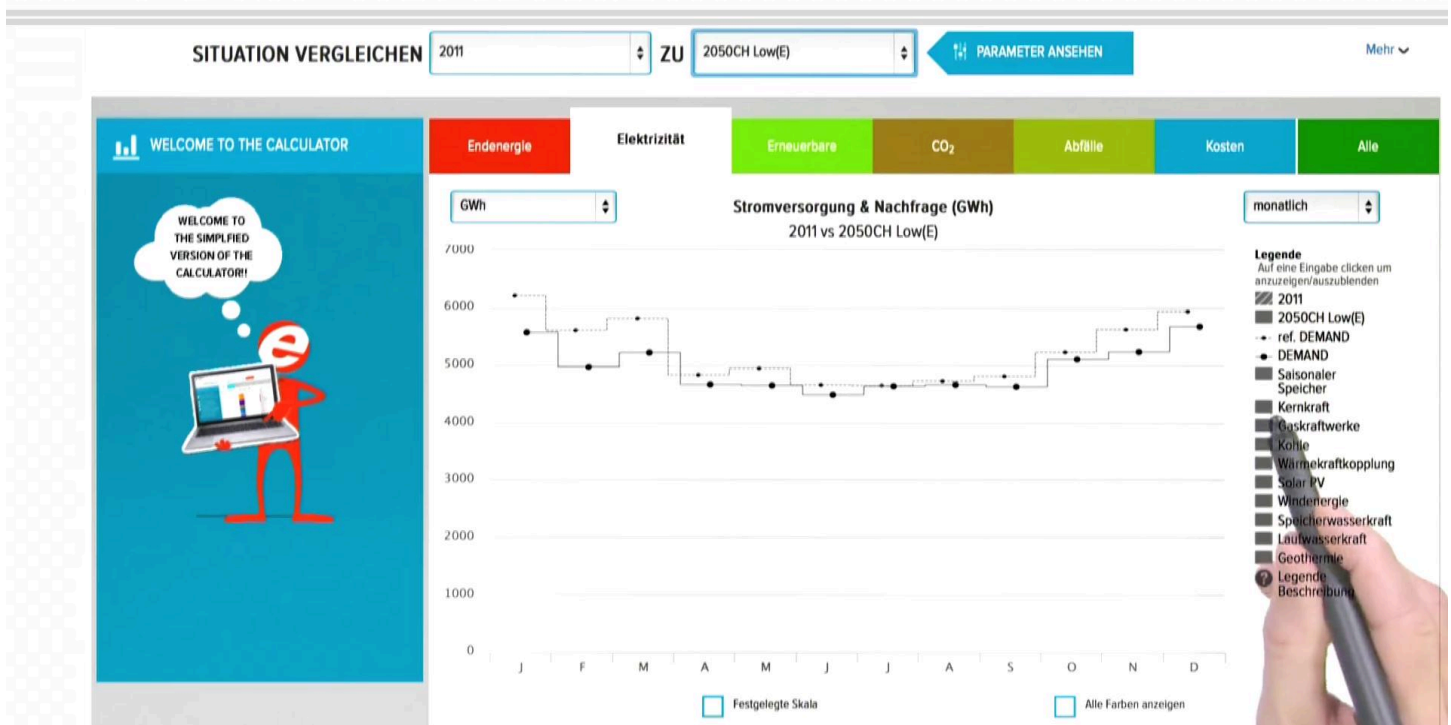 SITUATION VERGLEICHEN 2011 ZU 2050CH Low(E) PARAMETER ANSEHEN Mehr
WELCOME TO THE CALCULATOR
WELCOME TO
THE SIMPLFIED
VERSION OF THE
CALCULATOR!!
e
Endenergie Elektrizität Erneuerbare CO₂ Abfälle Kosten Alle
GWh
Stromversorgung & Nachfrage (GWh)
2011 vs 2050CH Low(E)
monatlich
7000
6000
5000
4000
3000
2000
1000
0
J F M A M J J A S O N D
Legende
Auf eine Eingabe clicken um
anzuzeigen/auszublenden
2011
2050CH Low(E)
ref. DEMAND
DEMAND
Saisonaler
Speicher
Kernkraft
Gaskraftwerke
Kohle
Wärmekraftkopplung
Solar PV
Windenergie
Speicherwasserkraft
Laufwasserkraft
Geothermie
? Legende
Beschreibung
Festgelegte Skala
Alle Farben anzeigen